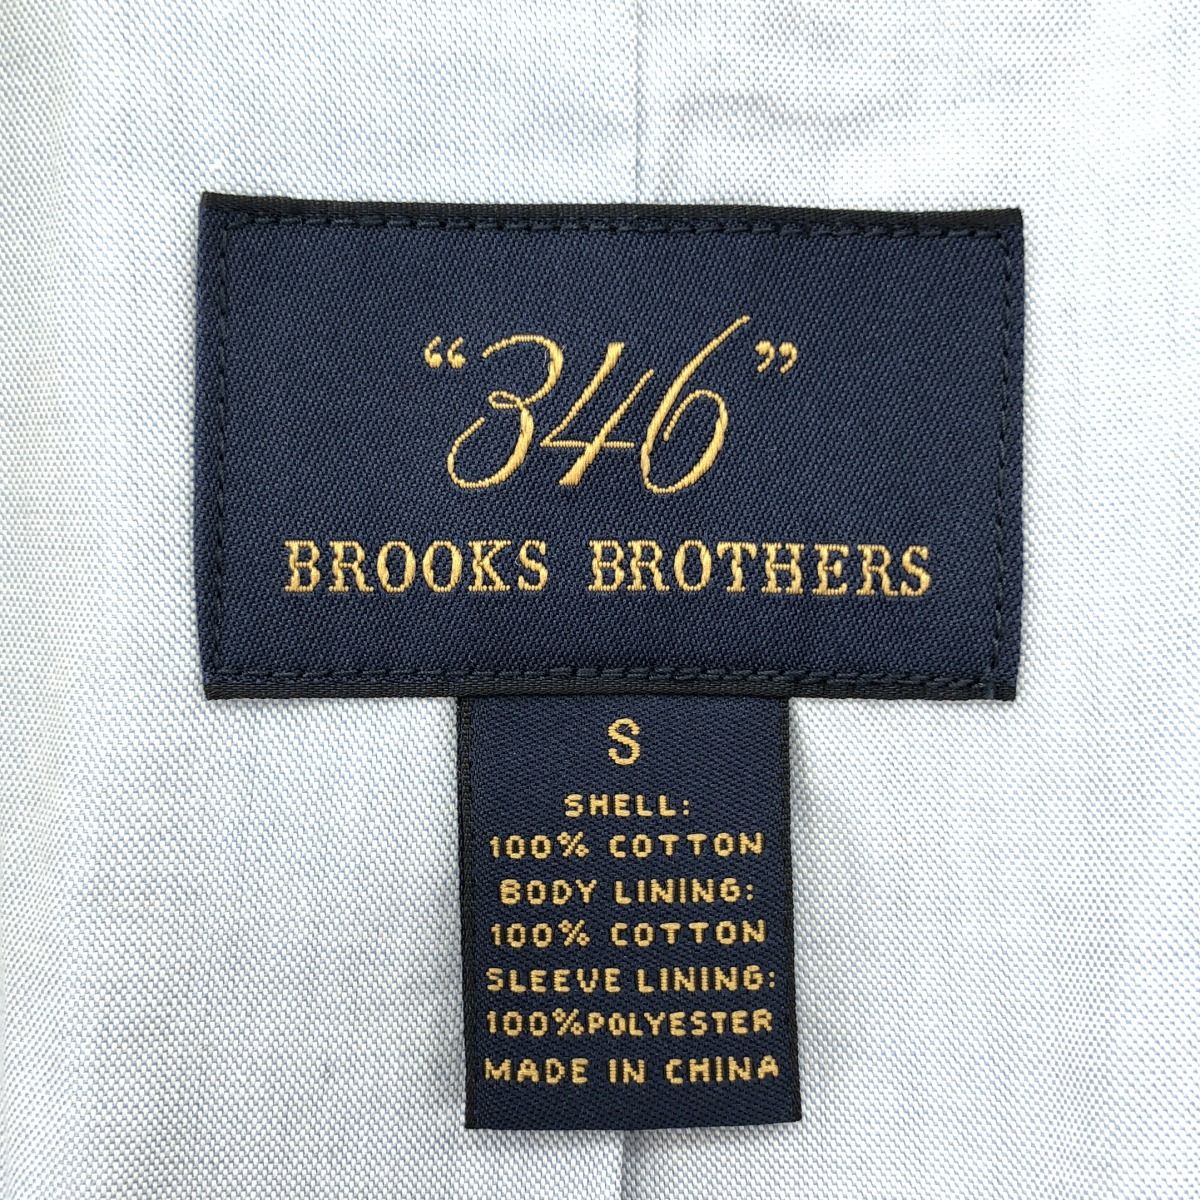 “346”
BROOKS BROTHERS
S
SHELL:
100% COTTON
BODY LINING:
100% COTTON
SLEEVE LINING:
100%POLYESTER
MADE IN CHINA